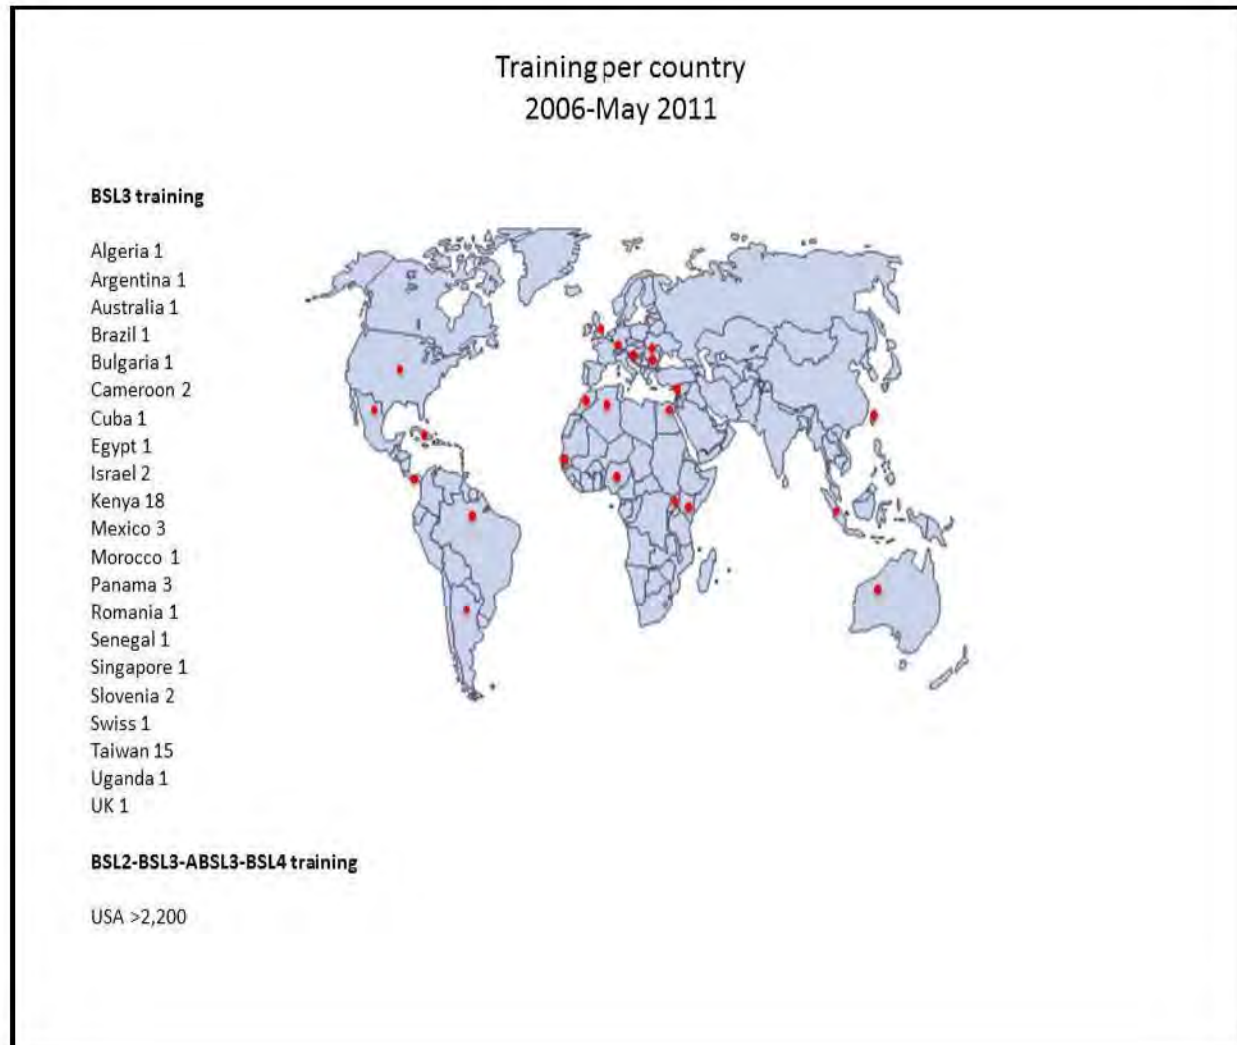 Training per country
2006-May 2011
BSL3 training
Algeria 1
Argentina 1
Australia 1
Brazil 1
Bulgaria 1
Cameroon 2
Cuba 1
Egypt 1
Israel 2
Kenya 18
Mexico 3
Morocco 1
Panama 3
Romania 1
Senegal 1
Singapore 1
Slovenia 2
Swiss 1
Taiwan 15
Uganda 1
UK 1
BSL2-BSL3-ABSL3-BSL4 training
USA >2,200